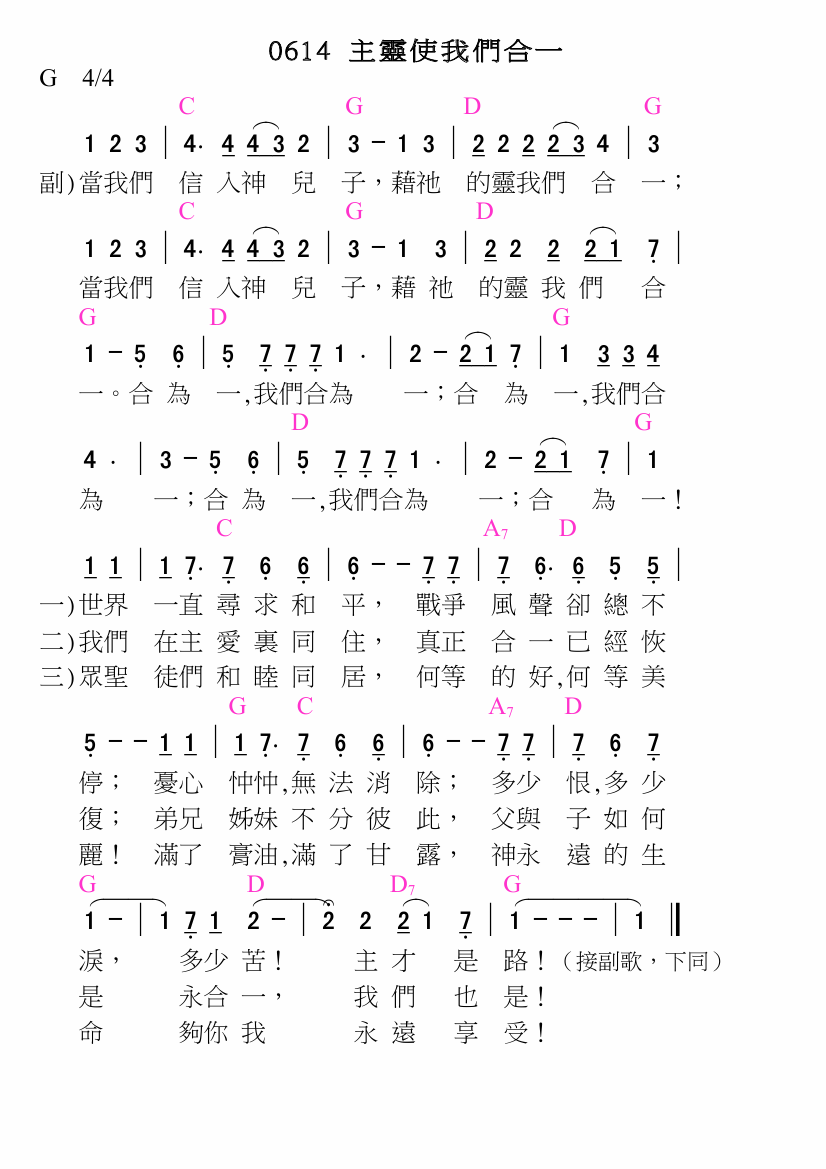 0614 主靈使我們合一
G 4/4
C G D G
1 2 3 | 4. 4 4 3 2 | 3 - 1 3 | 2 2 2 2 3 4 | 3
副)當我們 信 入神 兒 子，藉祂 的靈我們 合 一；
C G D
1 2 3 | 4. 4 4 3 2 | 3 - 1 3 | 2 2 2 2 1 7 |
當我們 信 入神 兒 子，藉 祂 的靈 我 們 合
G D G
1 - 5 6 | 5 7 7 7 1 . | 2 - 2 1 7 | 1 3 3 4
一。合 為 一,我們合為 一；合 為 一,我們合
D G
4 . | 3 - 5 6 | 5 7 7 7 1 . | 2 - 2 1 7 | 1
為 一；合 為 一,我們合為 一；合 為 一！
C A7 D
1 1 | 1 7. 7 6 6 | 6 - - 7 7 | 7 6. 6 5 5 |
一)世界 一直 尋 求 和 平， 戰爭 風 聲 卻 總 不
二)我們 在主 愛 裏 同 住， 真正 合 一 已 經 恢
三)眾聖 徒們 和 睦 同 居， 何等 的 好,何 等 美
G C A7 D
5 - - 1 1 | 1 7. 7 6 6 | 6 - - 7 7 | 7 6 7
停； 憂心 忡忡,無 法 消 除； 多少 恨,多 少
復； 弟兄 姊妹 不 分 彼 此， 父與 子 如 何
麗！ 滿了 膏油,滿 了 甘 露， 神永 遠 的 生
G D D7 G
1 - | 1 7 1 2 - | 2 2 2 1 7 | 1 - - - | 1
淚， 多少 苦！ 主 才 是 路！（接副歌，下同）
是 永合 一， 我 們 也 是！
命 夠你 我 永 遠 享 受！